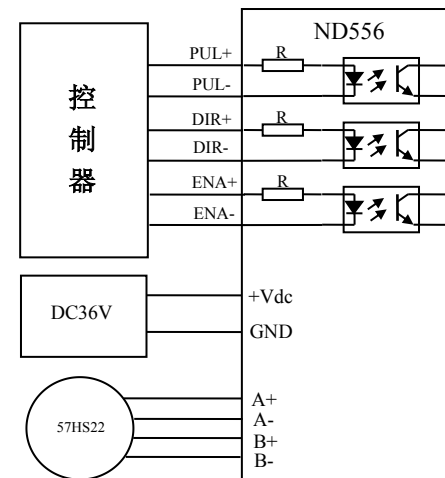 ND556
控制器
PUL+
R
PUL-
DIR+
R
DIR-
ENA+
R
ENA-
DC36V
+Vdc
GND
57HS22
A+
A-
B+
B-